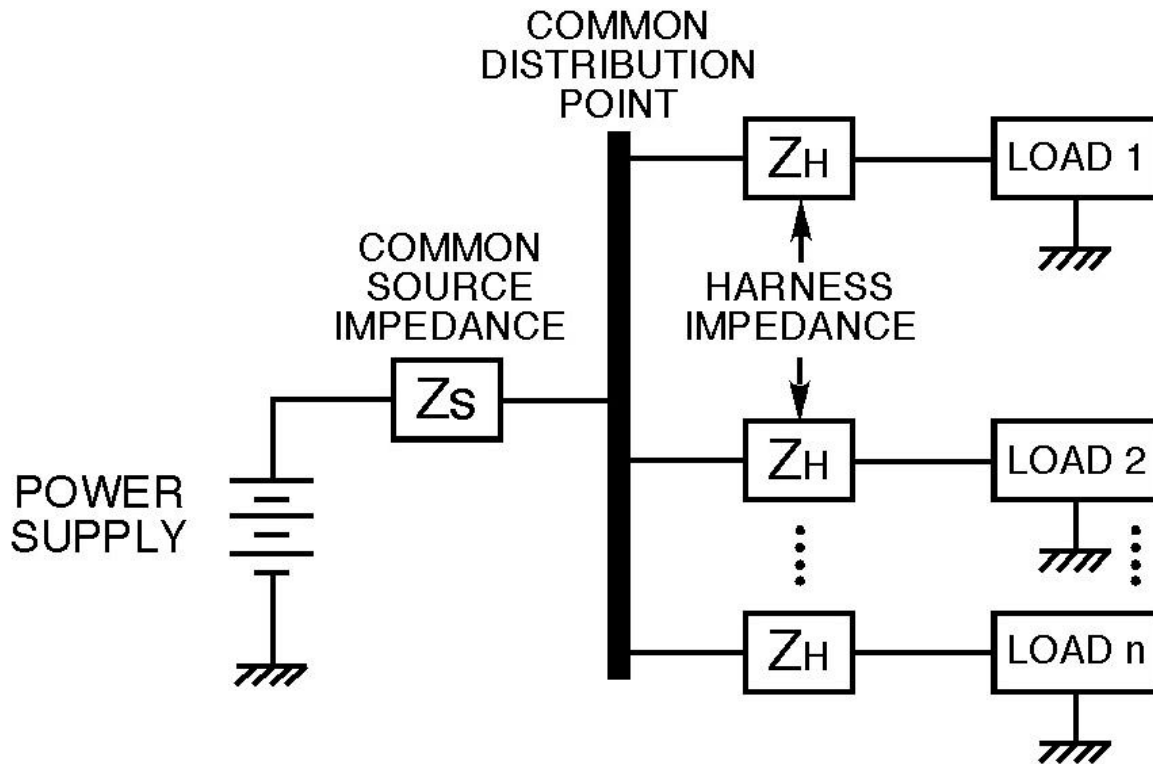 COMMON
DISTRIBUTION
POINT
ZH
LOAD 1
COMMON
SOURCE
IMPEDANCE
HARNESS
IMPEDANCE
ZS
ZH
LOAD 2
POWER
SUPPLY
ZH
LOAD n